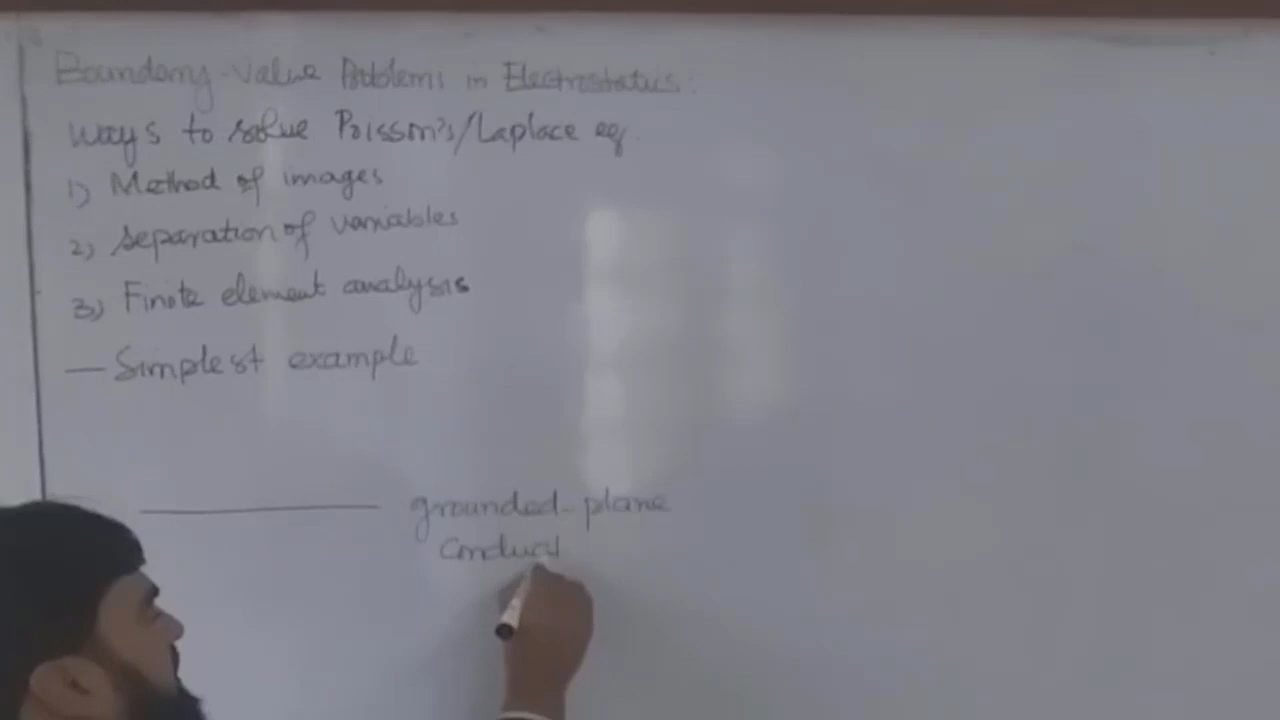 Boundary-value Problems in Electrostatics:
Ways to solve Poisson's/Laplace eq.
1) Method of images
2) Separation of variables
3) Finite element analysis
— Simplest example
grounded-plane
Conduct